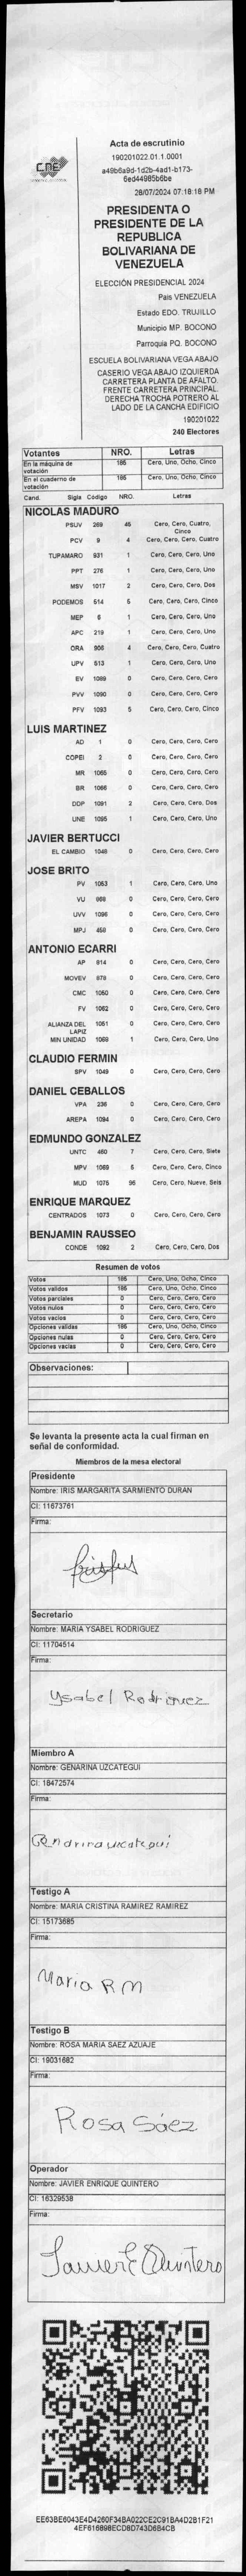 CNE
Acta de escrutinio
190201022.01.1.0001
a49b6a9d-1d2b-4ad1-b173-
6ed44985b6be
28/07/2024 07:18:18 PM
PRESIDENTA O
PRESIDENTE DE LA
REPUBLICA
BOLIVARIANA DE
VENEZUELA
ELECCIÓN PRESIDENCIAL 2024
Pais VENEZUELA
Estado EDO. TRUJILLO
Municipio MP. BOCONO
Parroquia PQ. BOCONO
ESCUELA BOLIVARIANA VEGA ABAJO
CASERIO VEGA ABAJO IZQUIERDA
CARRETERA PLANTA DE AFALTO.
FRENTE CARRETERA PRINCIPAL.
DERECHA TROCHA POTRERO AL
LADO DE LA CANCHA EDIFICIO
190201022
240 Electores
Votantes NRO. Letras
En la máquina de votación 185 Cero, Uno, Ocho, Cinco
En el cuaderno de votación 185 Cero, Uno, Ocho, Cinco
Cand. Sigla Codigo NRO. Letras
NICOLAS MADURO
PSUV 269 45 Cero, Cero, Cuatro, Cinco
PCV 9 4 Cero, Cero, Cero, Cuatro
TUPAMARO 931 1 Cero, Cero, Cero, Uno
PPT 276 1 Cero, Cero, Cero, Uno
MSV 1017 2 Cero, Cero, Cero, Dos
PODEMOS 514 5 Cero, Cero, Cero, Cinco
MEP 6 1 Cero, Cero, Cero, Uno
APC 219 1 Cero, Cero, Cero, Uno
ORA 906 4 Cero, Cero, Cero, Cuatro
UPV 513 1 Cero, Cero, Cero, Uno
EV 1089 0 Cero, Cero, Cero, Cero
PVV 1090 0 Cero, Cero, Cero, Cero
PFV 1093 5 Cero, Cero, Cero, Cinco
LUIS MARTINEZ
AD 1 0 Cero, Cero, Cero, Cero
COPEI 2 0 Cero, Cero, Cero, Cero
MR 1065 0 Cero, Cero, Cero, Cero
BR 1066 0 Cero, Cero, Cero, Cero
DDP 1091 2 Cero, Cero, Cero, Dos
UNE 1095 1 Cero, Cero, Cero, Uno
JAVIER BERTUCCI
EL CAMBIO 1048 0 Cero, Cero, Cero, Cero
JOSE BRITO
PV 1053 1 Cero, Cero, Cero, Uno
VU 868 0 Cero, Cero, Cero, Cero
UVV 1096 0 Cero, Cero, Cero, Cero
MPJ 458 0 Cero, Cero, Cero, Cero
ANTONIO ECARRI
AP 814 0 Cero, Cero, Cero, Cero
MOVEV 878 0 Cero, Cero, Cero, Cero
CMC 1050 0 Cero, Cero, Cero, Cero
FV 1062 0 Cero, Cero, Cero, Cero
ALIANZA DEL LAPIZ 1051 0 Cero, Cero, Cero, Cero
MIN UNIDAD 1069 1 Cero, Cero, Cero, Uno
CLAUDIO FERMIN
SPV 1049 0 Cero, Cero, Cero, Cero
DANIEL CEBALLOS
VPA 236 0 Cero, Cero, Cero, Cero
AREPA 1094 0 Cero, Cero, Cero, Cero
EDMUNDO GONZALEZ
UNTC 480 7 Cero, Cero, Cero, Siete
MPV 5 Cero, Cero, Cero, Cinco
MUD 1075 96 Cero, Cero, Nueve, Seis
ENRIQUE MARQUEZ
CENTRADOS 1073 0 Cero, Cero, Cero, Cero
BENJAMIN RAUSSEO
CONDE 1092 2 Cero, Cero, Cero, Dos
Resumen de votos
Votos 185 Cero, Uno, Ocho, Cinco
Votos validos 185 Cero, Uno, Ocho, Cinco
Votos parciales 0 Cero, Cero, Cero, Cero
Votos nulos 0 Cero, Cero, Cero, Cero
Votos vacios 0 Cero, Cero, Cero, Cero
Opciones validas 185 Cero, Uno, Ocho, Cinco
Opciones nulas 0 Cero, Cero, Cero, Cero
Opciones vacias 0 Cero, Cero, Cero, Cero
Observaciones:
Se levanta la presente acta la cual firman en
señal de conformidad.
Miembros de la mesa electoral
Presidente
Nombre: IRIS MARGARITA SARMIENTO DURAN
CI: 11673761
Firma:
Secretario
Nombre: MARIA YSABEL RODRIGUEZ
CI: 11704514
Firma:
Ysabel Rodriguez
Miembro A
Nombre: GENARINA UZCATEGUI
CI: 18472574
Firma:
Genarina uzcategui
Testigo A
Nombre: MARIA CRISTINA RAMIREZ RAMIREZ
CI: 15173685
Firma:
Maria R M
Testigo B
Nombre: ROSA MARIA SAEZ AZUAJE
CI: 19031682
Firma:
Rosa Sáez
Operador
Nombre: JAVIER ENRIQUE QUINTERO
CI: 16329538
Firma:
Javier E Quintero
EE63BE6043E4D4260F34BA022CE2C91BA4D2B1F21
4EF616898ECD8D743D6B4CB